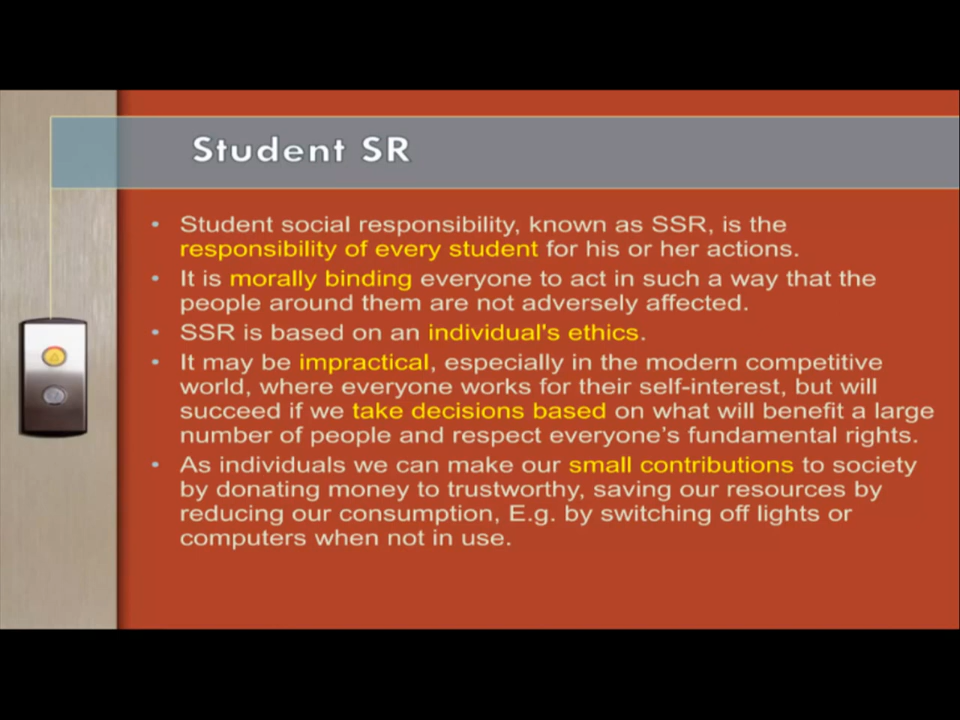 Student SR
• Student social responsibility, known as SSR, is the
responsibility of every student for his or her actions.
• It is morally binding everyone to act in such a way that the
people around them are not adversely affected.
• SSR is based on an individual's ethics.
• It may be impractical, especially in the modern competitive
world, where everyone works for their self-interest, but will
succeed if we take decisions based on what will benefit a large
number of people and respect everyone’s fundamental rights.
• As individuals we can make our small contributions to society
by donating money to trustworthy, saving our resources by
reducing our consumption, E.g. by switching off lights or
computers when not in use.